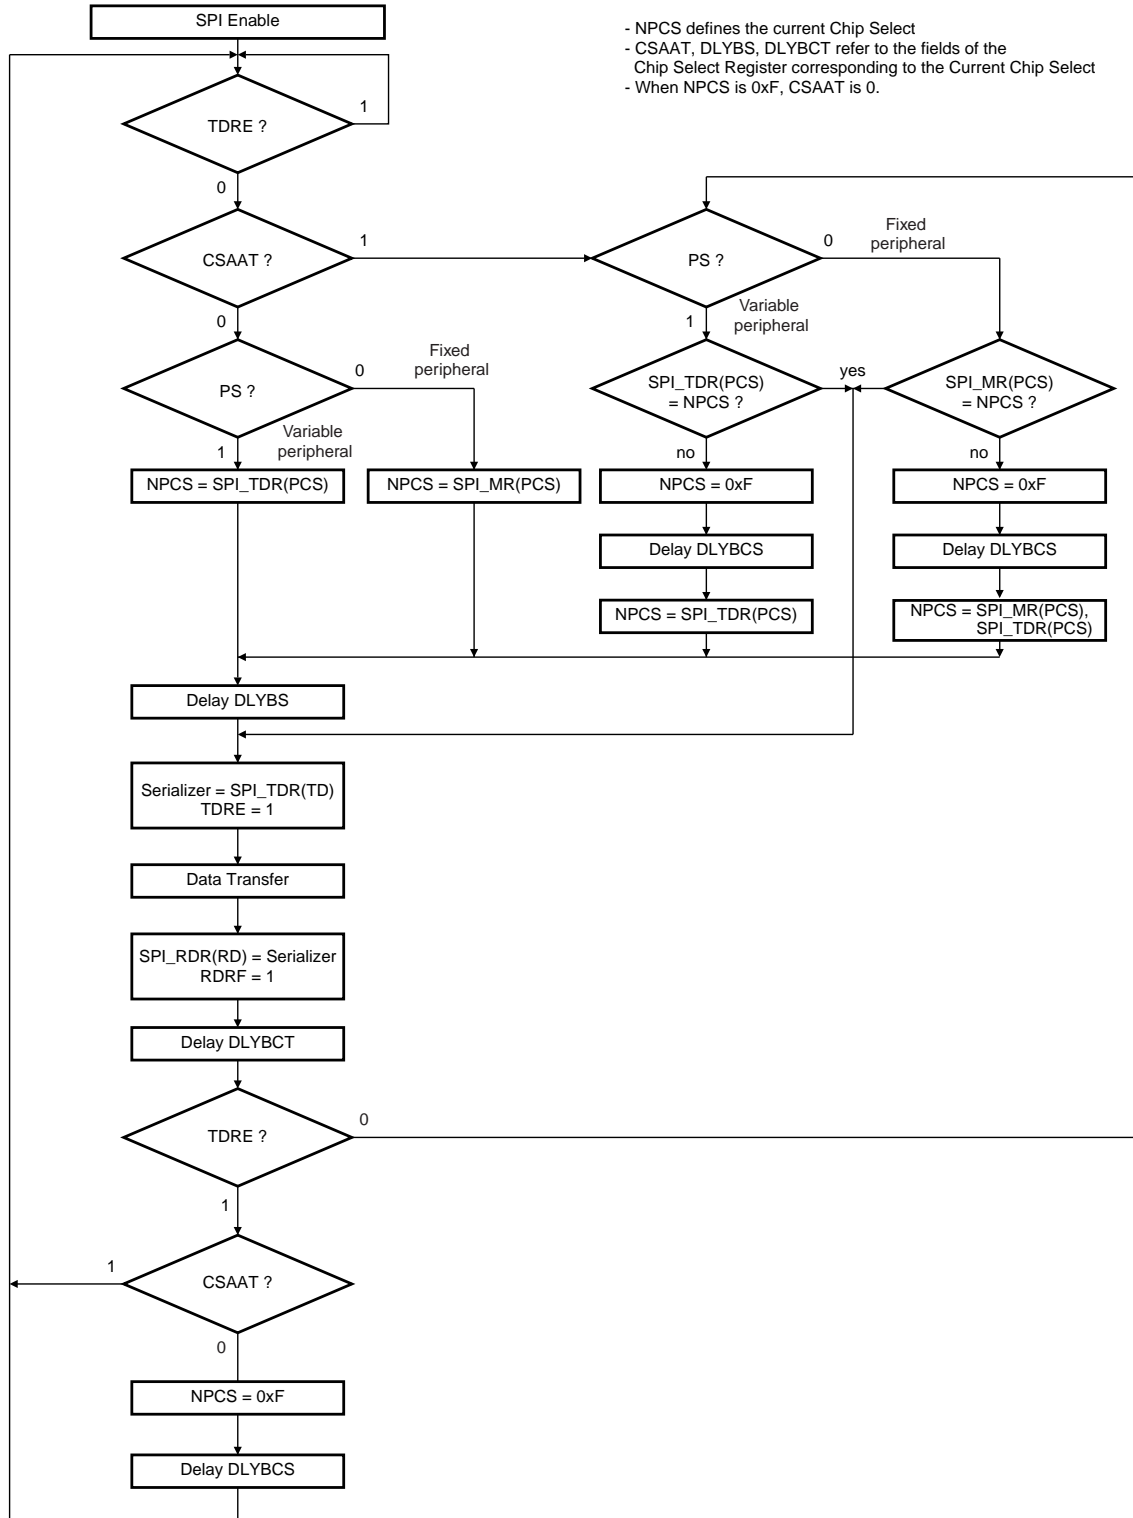 SPI Enable
- NPCS defines the current Chip Select
- CSAAT, DLYBS, DLYBCT refer to the fields of the
Chip Select Register corresponding to the Current Chip Select
- When NPCS is 0xF, CSAAT is 0.
TDRE ?
1
0
CSAAT ?
1
0
PS ?
0
Fixed
peripheral
1
Variable
peripheral
PS ?
0
Fixed
peripheral
1
Variable
peripheral
SPI_TDR(PCS)
= NPCS ?
yes
SPI_MR(PCS)
= NPCS ?
no
no
NPCS = SPI_TDR(PCS)
NPCS = SPI_MR(PCS)
NPCS = 0xF
NPCS = 0xF
Delay DLYBCS
Delay DLYBCS
NPCS = SPI_TDR(PCS)
NPCS = SPI_MR(PCS),
SPI_TDR(PCS)
Delay DLYBS
Serializer = SPI_TDR(TD)
TDRE = 1
Data Transfer
SPI_RDR(RD) = Serializer
RDRF = 1
Delay DLYBCT
TDRE ?
0
1
CSAAT ?
1
0
NPCS = 0xF
Delay DLYBCS